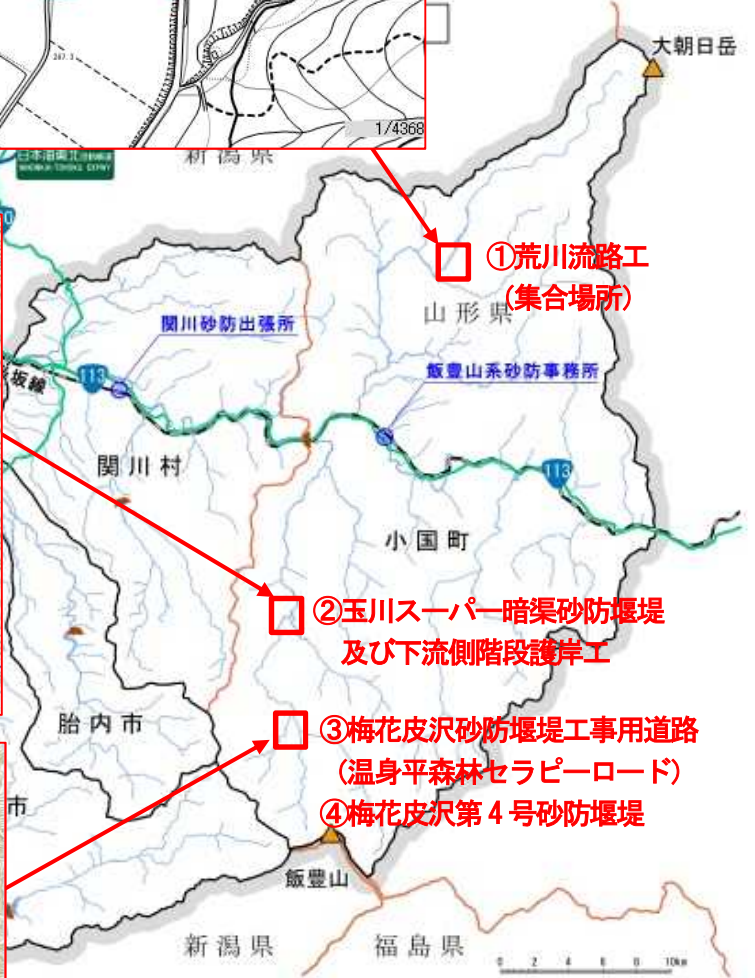 大朝日岳
1/4368
新潟県
①荒川流路工
(集合場所)
山形県
関川砂防出張所
飯豊山系砂防事務所
坂線
113
関川村
113
小国町
②玉川スーパー暗渠砂防堰堤
及び下流側階段護岸工
胎内市
③梅花皮沢砂防堰堤工事用道路
(温身平森林セラピーロード)
市
④梅花皮沢第4号砂防堰堤
飯豊山
新潟県
福島県
0 2 4 6 8 10km